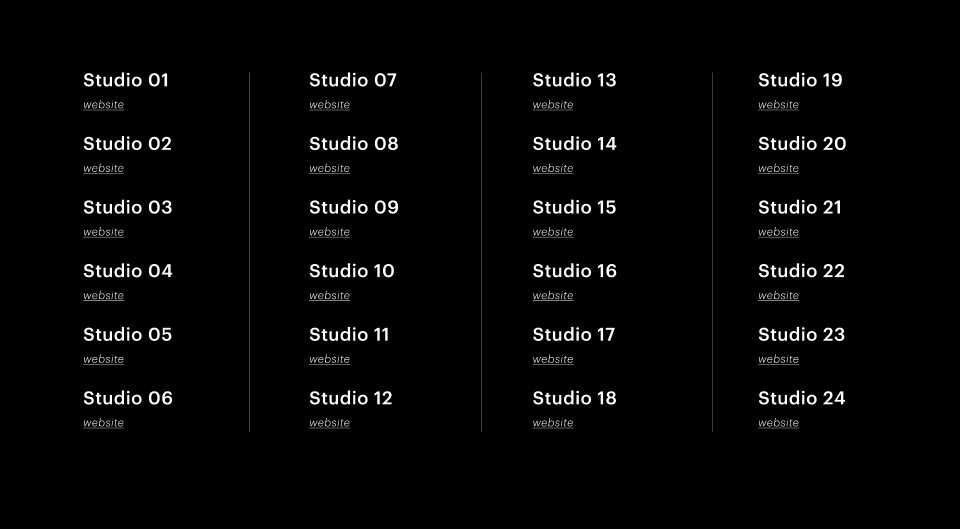 Studio 01
website
Studio 02
website
Studio 03
website
Studio 04
website
Studio 05
website
Studio 06
website
Studio 07
website
Studio 08
website
Studio 09
website
Studio 10
website
Studio 11
website
Studio 12
website
Studio 13
website
Studio 14
website
Studio 15
website
Studio 16
website
Studio 17
website
Studio 18
website
Studio 19
website
Studio 20
website
Studio 21
website
Studio 22
website
Studio 23
website
Studio 24
website